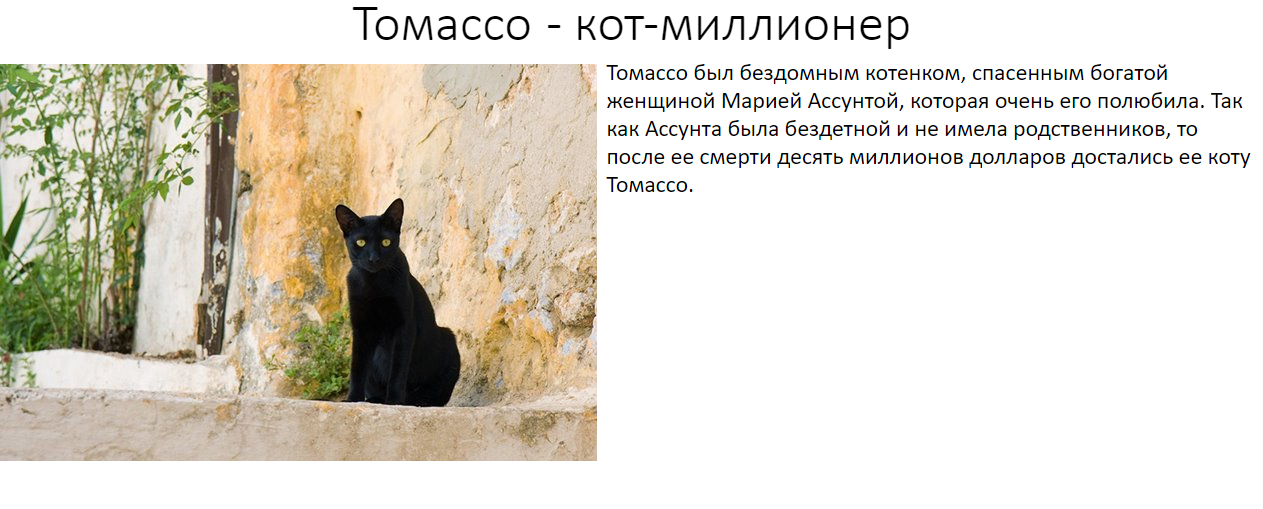 Томассо - кот-миллионер
Томассо был бездомным котенком, спасенным богатой
женщиной Марией Ассунтой, которая очень его полюбила. Так
как Ассунта была бездетной и не имела родственников, то
после ее смерти десять миллионов долларов достались ее коту
Томассо.